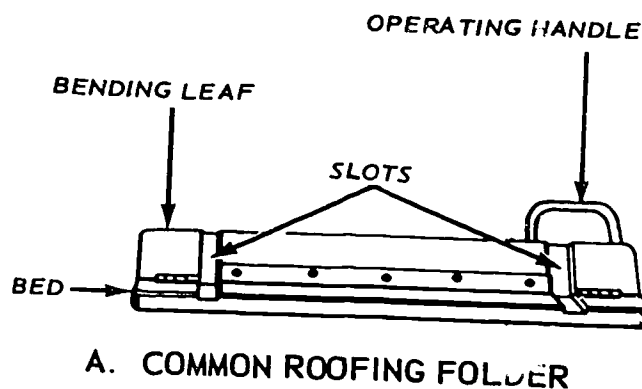 OPERATING HANDLE
BENDING LEAF
SLOTS
BED
A. COMMON ROOFING FOLDER